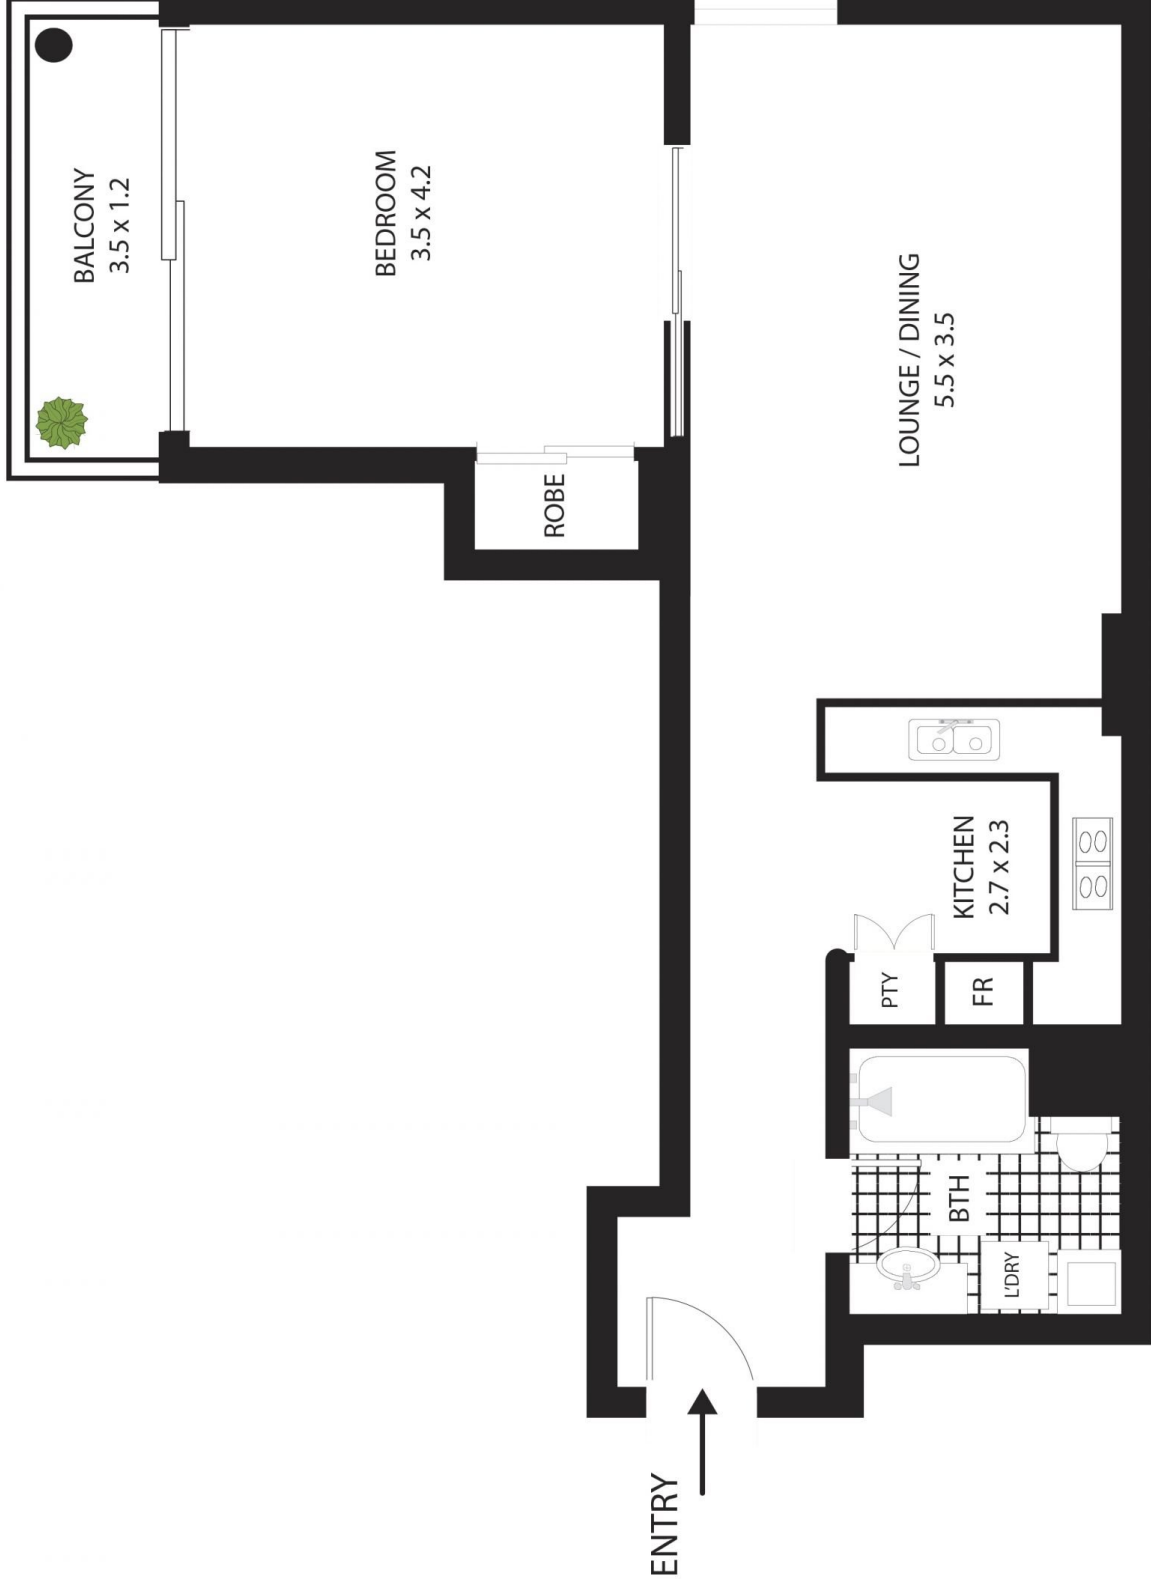 BALCONY
3.5 x 1.2
BEDROOM
3.5 x 4.2
ROBE
LOUNGE / DINING
5.5 x 3.5
KITCHEN
2.7 x 2.3
PTY
FR
BTH
L'DRY
ENTRY